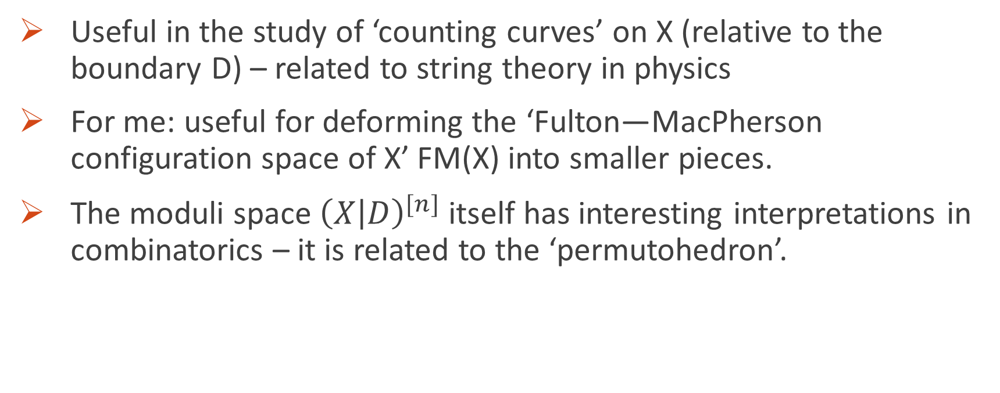 Useful in the study of ‘counting curves’ on X (relative to the
boundary D) – related to string theory in physics
For me: useful for deforming the ‘Fulton—MacPherson
configuration space of X’ FM(X) into smaller pieces.
The moduli space (X|D)^[n] itself has interesting interpretations in
combinatorics – it is related to the ‘permutohedron’.